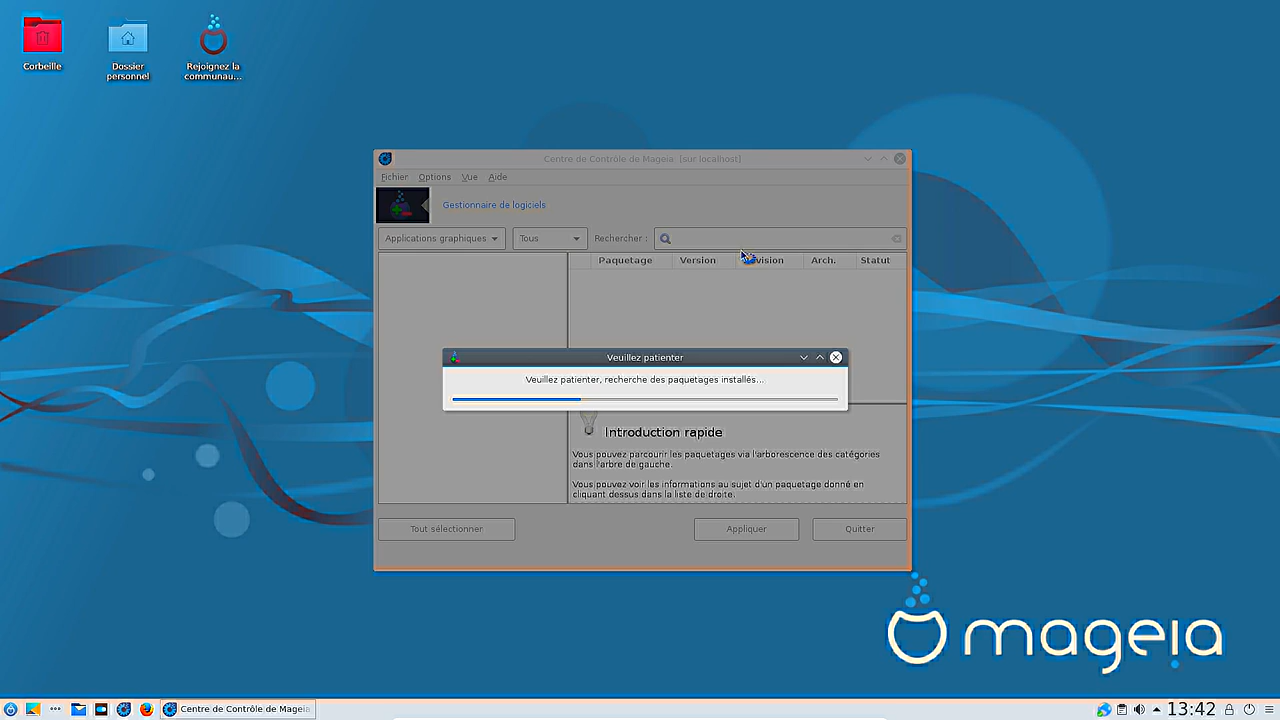 Corbeille
Dossier
personnel
Rejoignez la
communau...
Centre de Contrôle de Mageia [sur localhost]
Fichier Options Vue Aide
Gestionnaire de logiciels
Applications graphiques Tous Rechercher :
Paquetage Version vision Arch. Statut
Veuillez patienter
Veuillez patienter, recherche des paquetages installés...
Introduction rapide
Vous pouvez parcourir les paquetages via l'arborescence des catégories
dans l'arbre de gauche.
Vous pouvez voir les informations au sujet d'un paquetage donné en
cliquant dessus dans la liste de droite.
Tout sélectionner Appliquer Quitter
mageia
Centre de Contrôle de Mageia 13:42